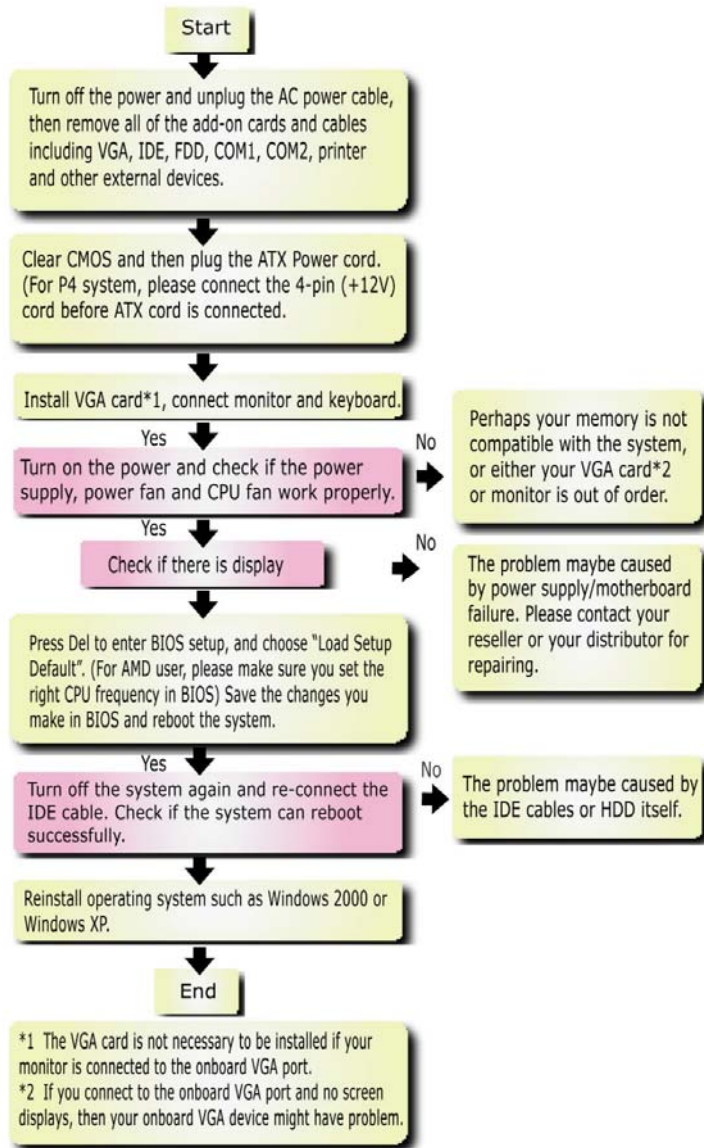 Start
Turn off the power and unplug the AC power cable,
then remove all of the add-on cards and cables
including VGA, IDE, FDD, COM1, COM2, printer
and other external devices.
Clear CMOS and then plug the ATX Power cord.
(For P4 system, please connect the 4-pin (+12V)
cord before ATX cord is connected.
Install VGA card*1, connect monitor and keyboard.
Yes
No
Turn on the power and check if the power
supply, power fan and CPU fan work properly.
Perhaps your memory is not
compatible with the system,
or either your VGA card*2
or monitor is out of order.
Yes
No
Check if there is display
The problem maybe caused
by power supply/motherboard
failure. Please contact your
reseller or your distributor for
repairing.
Press Del to enter BIOS setup, and choose “Load Setup
Default”. (For AMD user, please make sure you set the
right CPU frequency in BIOS) Save the changes you
make in BIOS and reboot the system.
Yes
No
Turn off the system again and re-connect the
IDE cable. Check if the system can reboot
successfully.
The problem maybe caused by
the IDE cables or HDD itself.
Reinstall operating system such as Windows 2000 or
Windows XP.
End
*1 The VGA card is not necessary to be installed if your
monitor is connected to the onboard VGA port.
*2 If you connect to the onboard VGA port and no screen
displays, then your onboard VGA device might have problem.